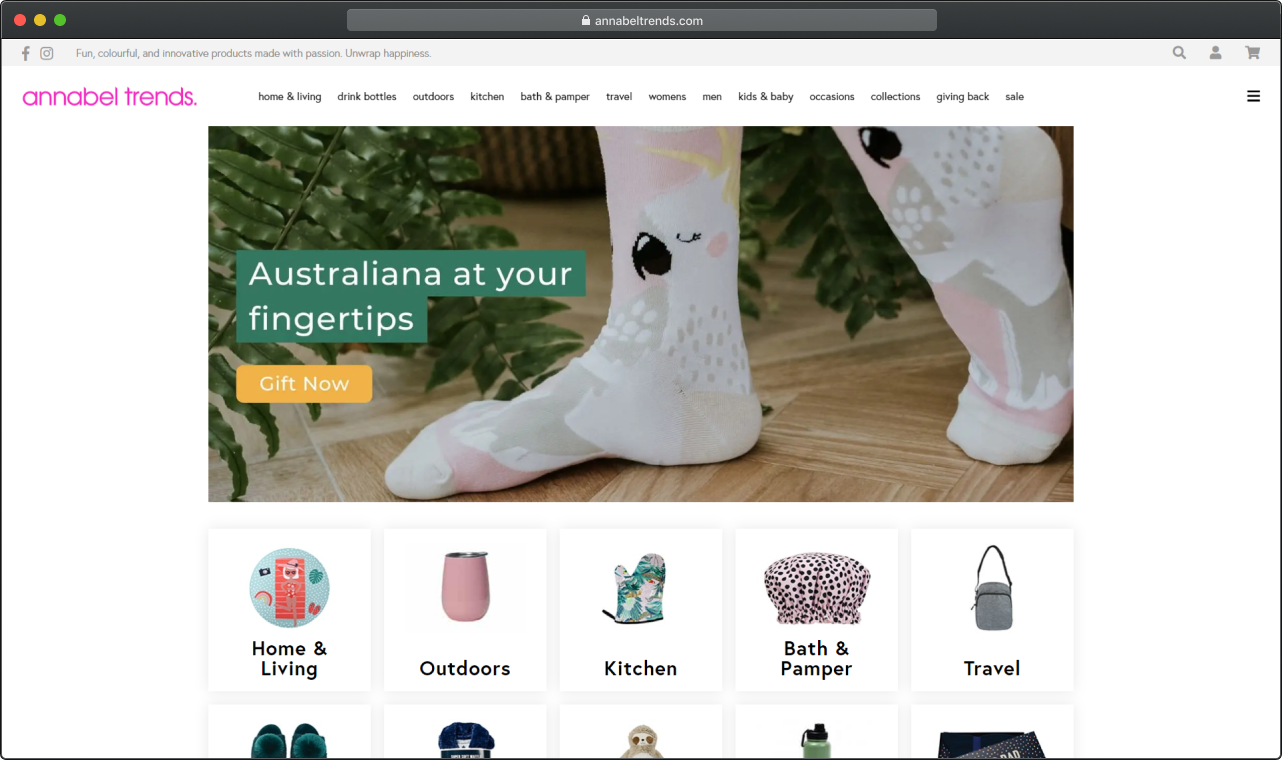 annabeltrends.com
Fun, colourful, and innovative products made with passion. Unwrap happiness.
annabel trends.
home & living drink bottles outdoors kitchen bath & pamper travel womens men kids & baby occasions collections giving back sale
Australiana at your
fingertips
Gift Now
Home &
Living
Outdoors
Kitchen
Bath &
Pamper
Travel